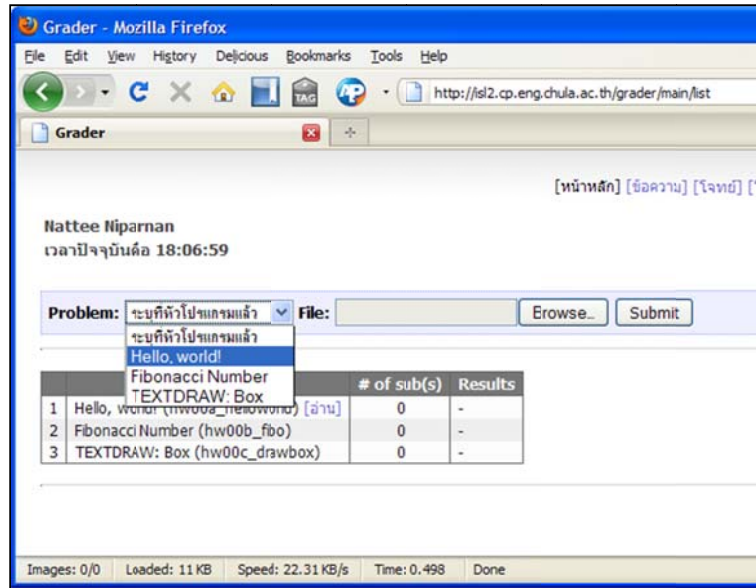 Grader - Mozilla Firefox
File Edit View History Delicious Bookmarks Tools Help
TAG http://isl2.cp.eng.chula.ac.th/grader/main/list
Grader
[หน้าหลัก] [ข้อความ] [โจทย์] [
Nattee Niparnan
เวลาปัจจุบันคือ 18:06:59
Problem: ระบุที่หัวโปรแกรมแล้ว File: Browse... Submit
ระบุที่หัวโปรแกรมแล้ว
Hello, world!
Fibonacci Number
TEXTDRAW: Box
# of sub(s) Results
1 Hello, world! (hw00a_helloworld) [อ่าน] 0 -
2 Fibonacci Number (hw00b_fibo) 0 -
3 TEXTDRAW: Box (hw00c_drawbox) 0 -
Images: 0/0 Loaded: 11 KB Speed: 22.31 KB/s Time: 0.498 Done